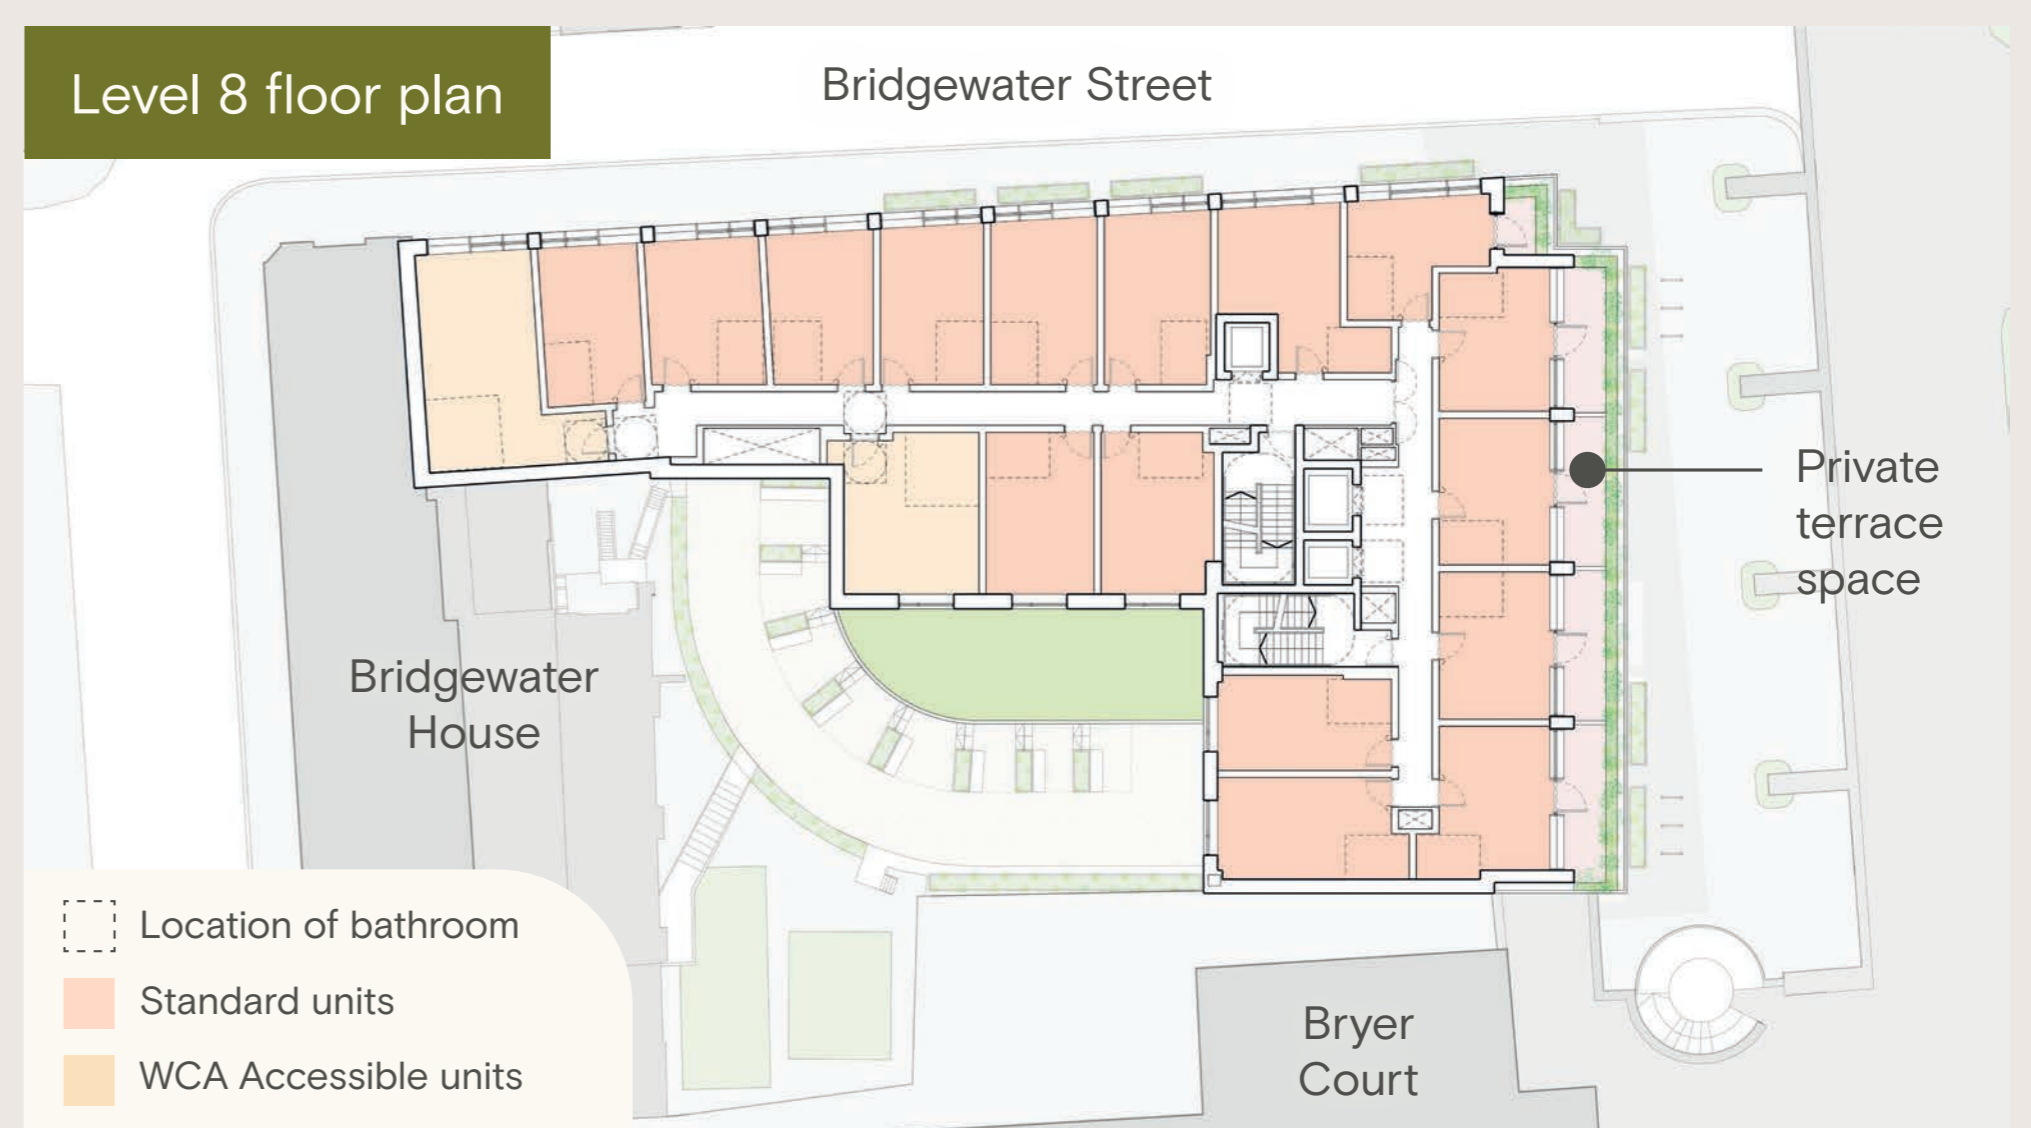 Level 8 floor plan
Bridgewater Street
Private
terrace
space
Bridgewater
House
Bryer
Court
Location of bathroom
Standard units
WCA Accessible units